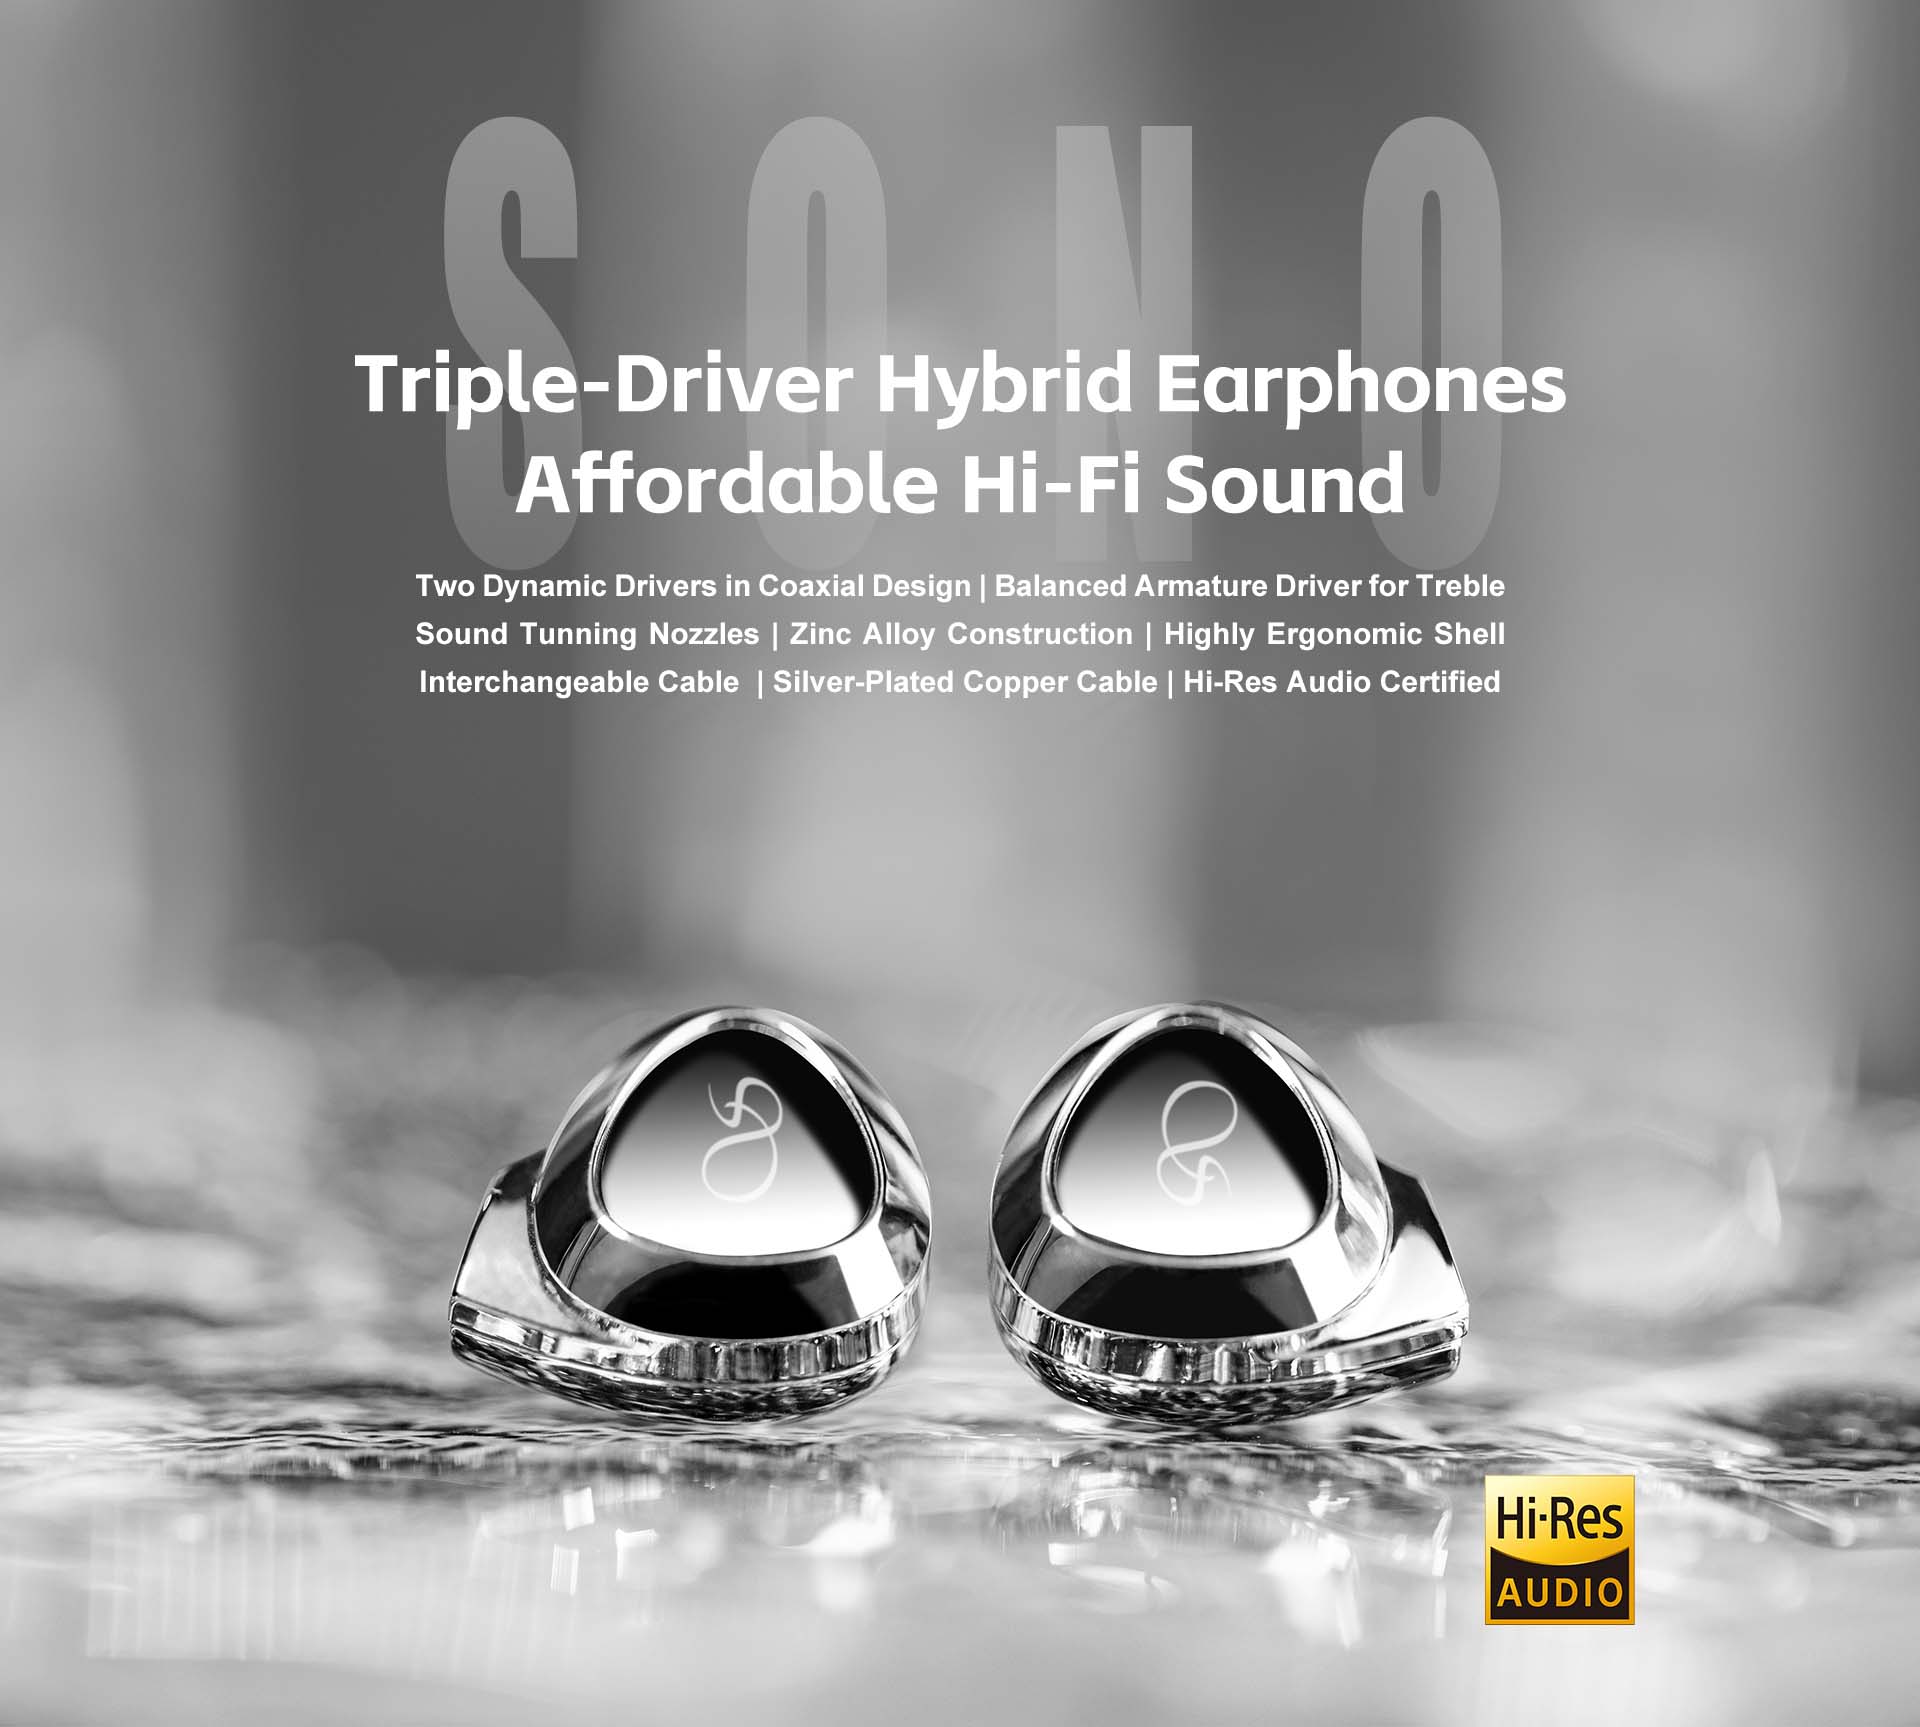 SONO
Triple-Driver Hybrid Earphones
Affordable Hi-Fi Sound
Two Dynamic Drivers in Coaxial Design | Balanced Armature Driver for Treble
Sound Tunning Nozzles | Zinc Alloy Construction | Highly Ergonomic Shell
Interchangeable Cable | Silver-Plated Copper Cable | Hi-Res Audio Certified
Hi-Res
AUDIO